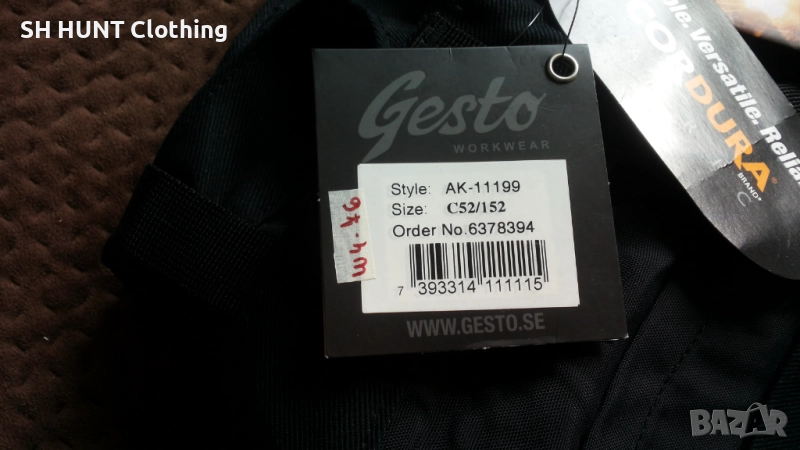 SH HUNT Clothing
Gesto
WORKWEAR
Style: AK-11199
Size: C52/152
Order No.6378394
7 393314 111115
WWW.GESTO.SE
Versatile. Relia
CORDURA
BRAND
BAZAR